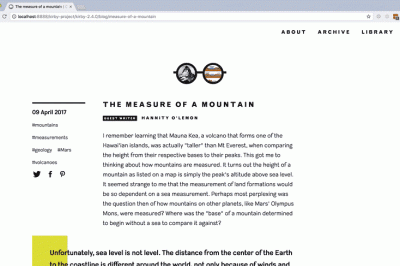 The measure of a mountain |
localhost:8888/kirby-project/kirby-2.4.0/blog/measure-of-a-mountain
ABOUT ARCHIVE LIBRARY
09 April 2017
#mountains
#measurements
#geology #Mars
#volcanoes
THE MEASURE OF A MOUNTAIN
GUEST WRITER HANNITY O'LEMON
I remember learning that Mauna Kea, a volcano that forms one of the
Hawai'ian islands, was actually "taller" than Mt Everest, when comparing
the height from their respective bases to their peaks. This got me to
thinking about how mountains are measured. It turns out the height of a
mountain as listed on a map is simply the peak's altitude above sea level.
It seemed strange to me that the measurement of land formations would
be so dependent on a sea measurement. Perhaps most perplexing was
the question then of how mountains on other planets, like Mars' Olympus
Mons, were measured? Where was the "base" of a mountain determined
to begin without a sea to compare it against?
Unfortunately, sea level is not level. The distance from the center of the Earth
to the coastline is different around the world, not only because of winds and